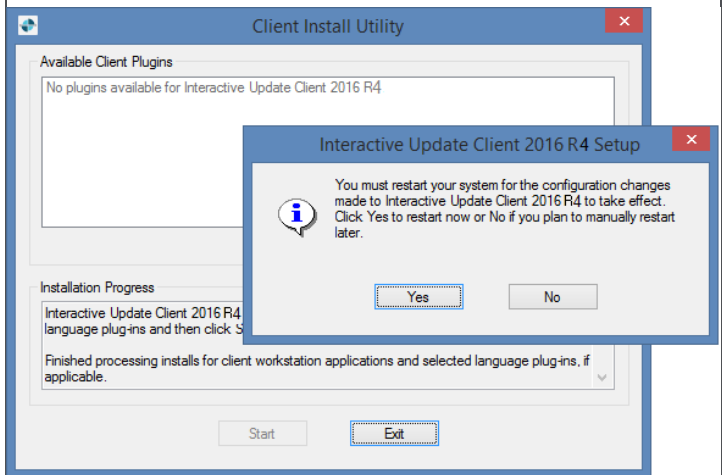 Client Install Utility
Available Client Plugins
No plugins available for Interactive Update Client 2016 R4
Interactive Update Client 2016 R4 Setup
You must restart your system for the configuration changes
made to Interactive Update Client 2016 R4 to take effect.
Click Yes to restart now or No if you plan to manually restart
later.
Yes
No
Installation Progress
Interactive Update Client 2016 R4
language plug-ins and then click S
Finished processing installs for client workstation applications and selected language plug-ins, if
applicable.
Start
Exit